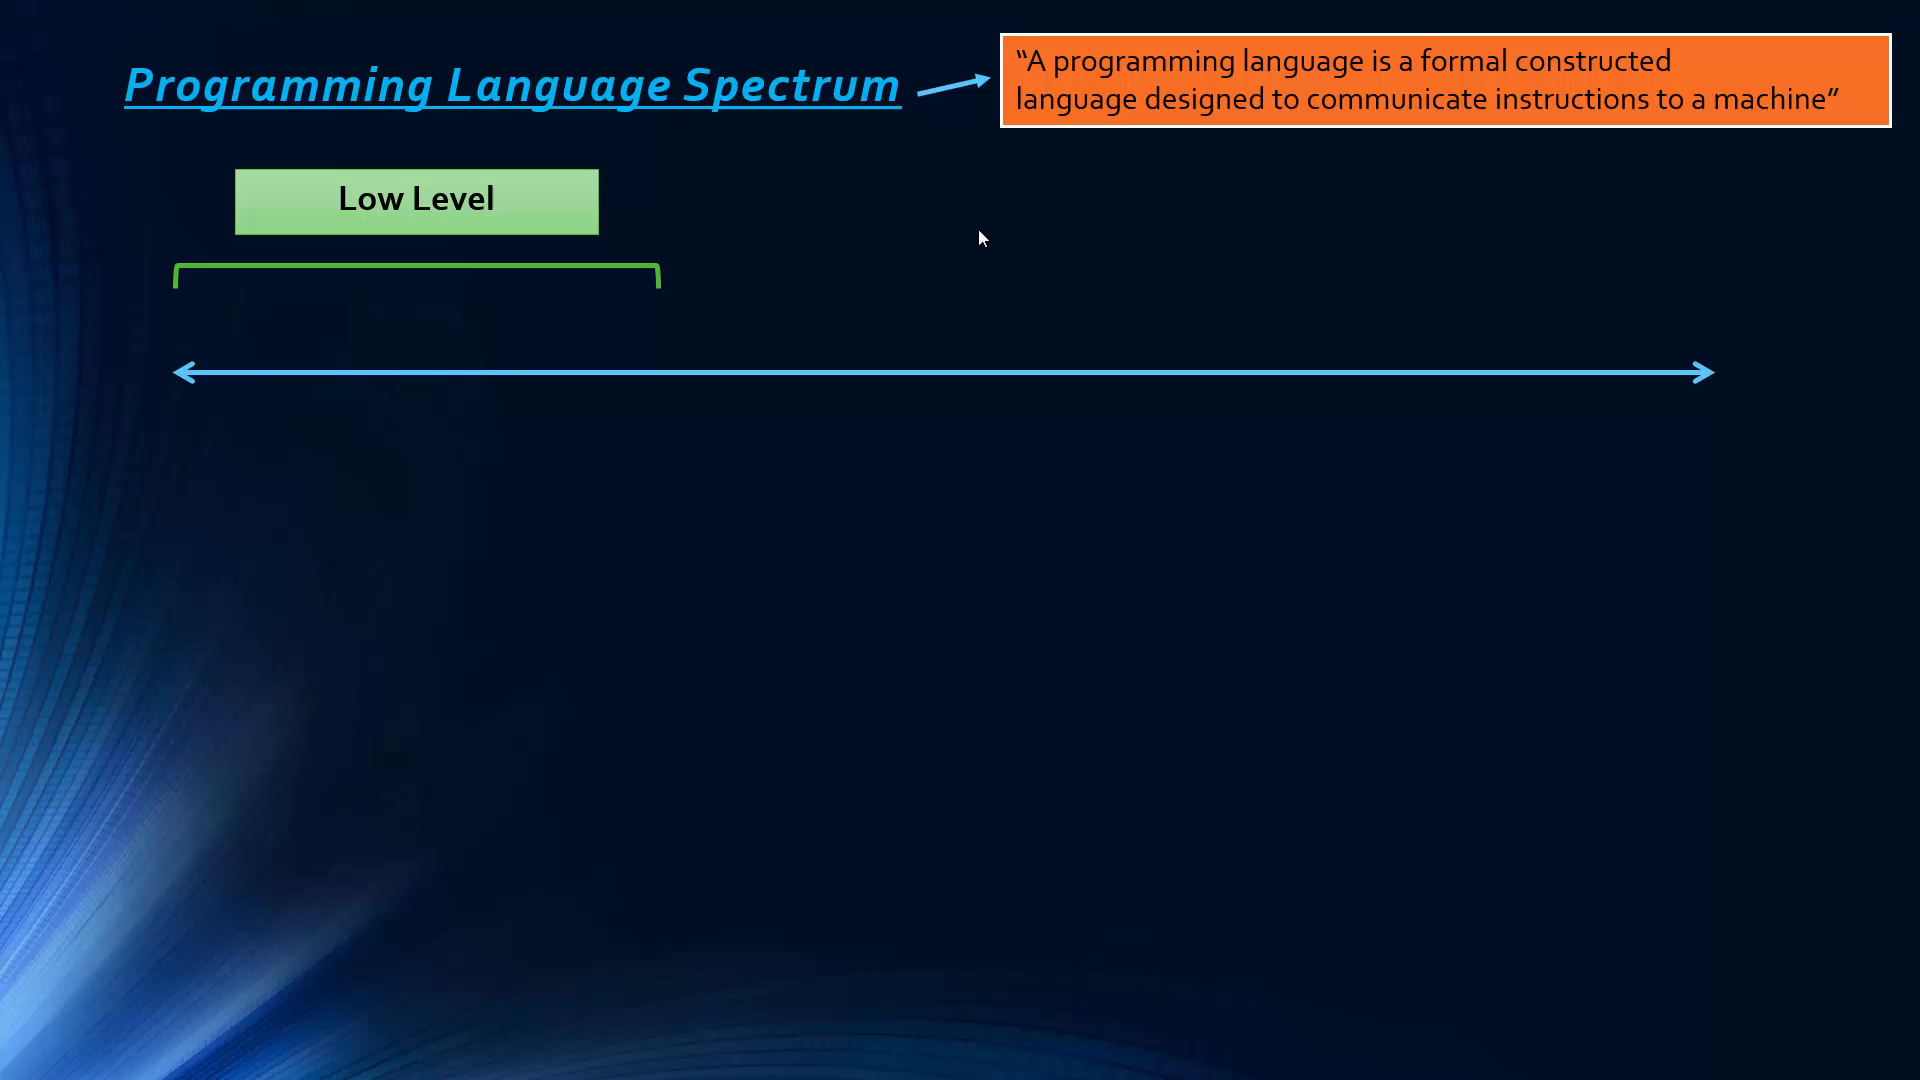 Programming Language Spectrum
“A programming language is a formal constructed
language designed to communicate instructions to a machine”
Low Level